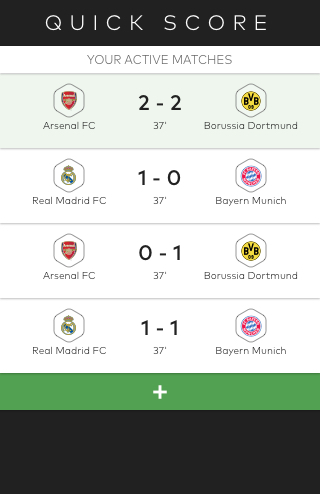 QUICK SCORE
YOUR ACTIVE MATCHES
2 - 2
Arsenal FC 37' Borussia Dortmund
1 - 0
Real Madrid FC 37' Bayern Munich
0 - 1
Arsenal FC 37' Borussia Dortmund
1 - 1
Real Madrid FC 37' Bayern Munich
+